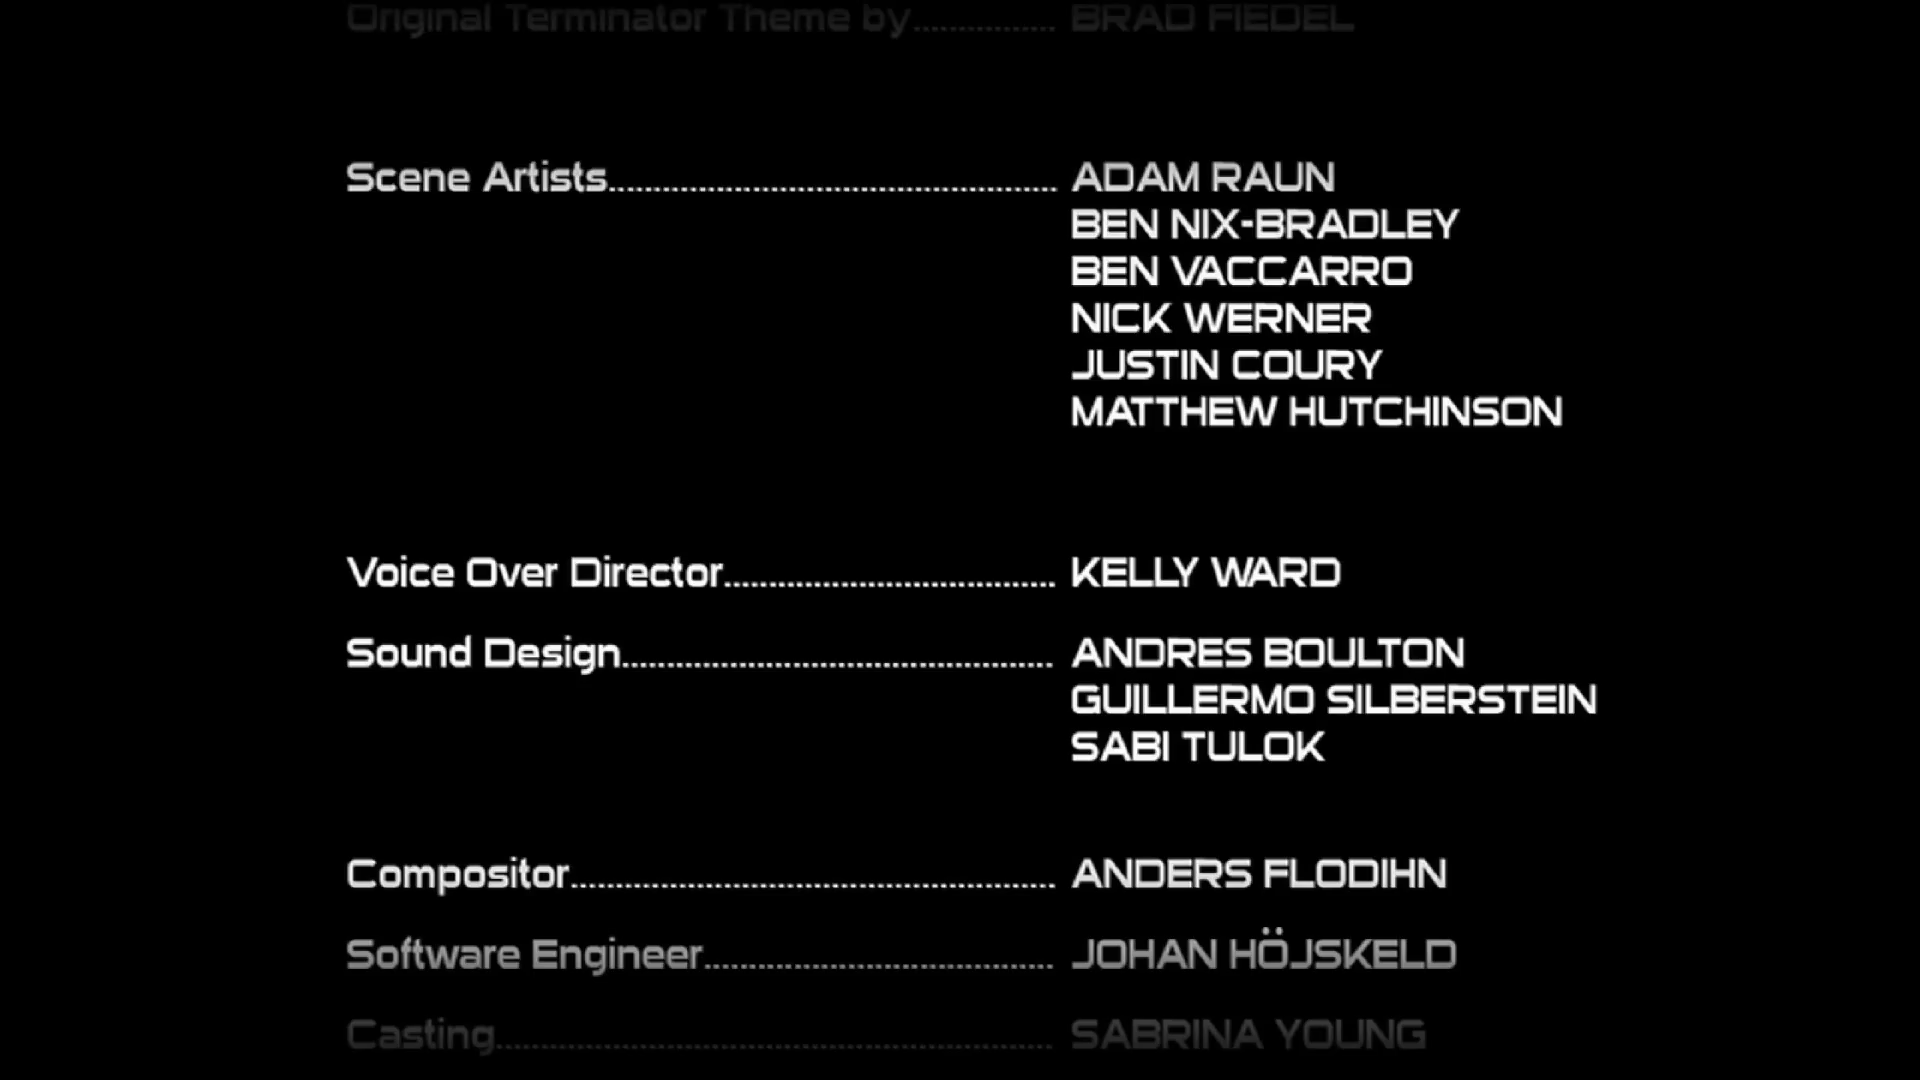 Original Terminator Theme by............... BRAD FIEDEL
Scene Artists................................................ ADAM RAUN
BEN NIX-BRADLEY
BEN VACCARRO
NICK WERNER
JUSTIN COURY
MATTHEW HUTCHINSON
Voice Over Director................................... KELLY WARD
Sound Design.............................................. ANDRES BOULTON
GUILLERMO SILBERSTEIN
SABI TULOK
Compositor.................................................... ANDERS FLODIHN
Software Engineer..................................... JOHAN HÖJSKELD
Casting........................................................... SABRINA YOUNG